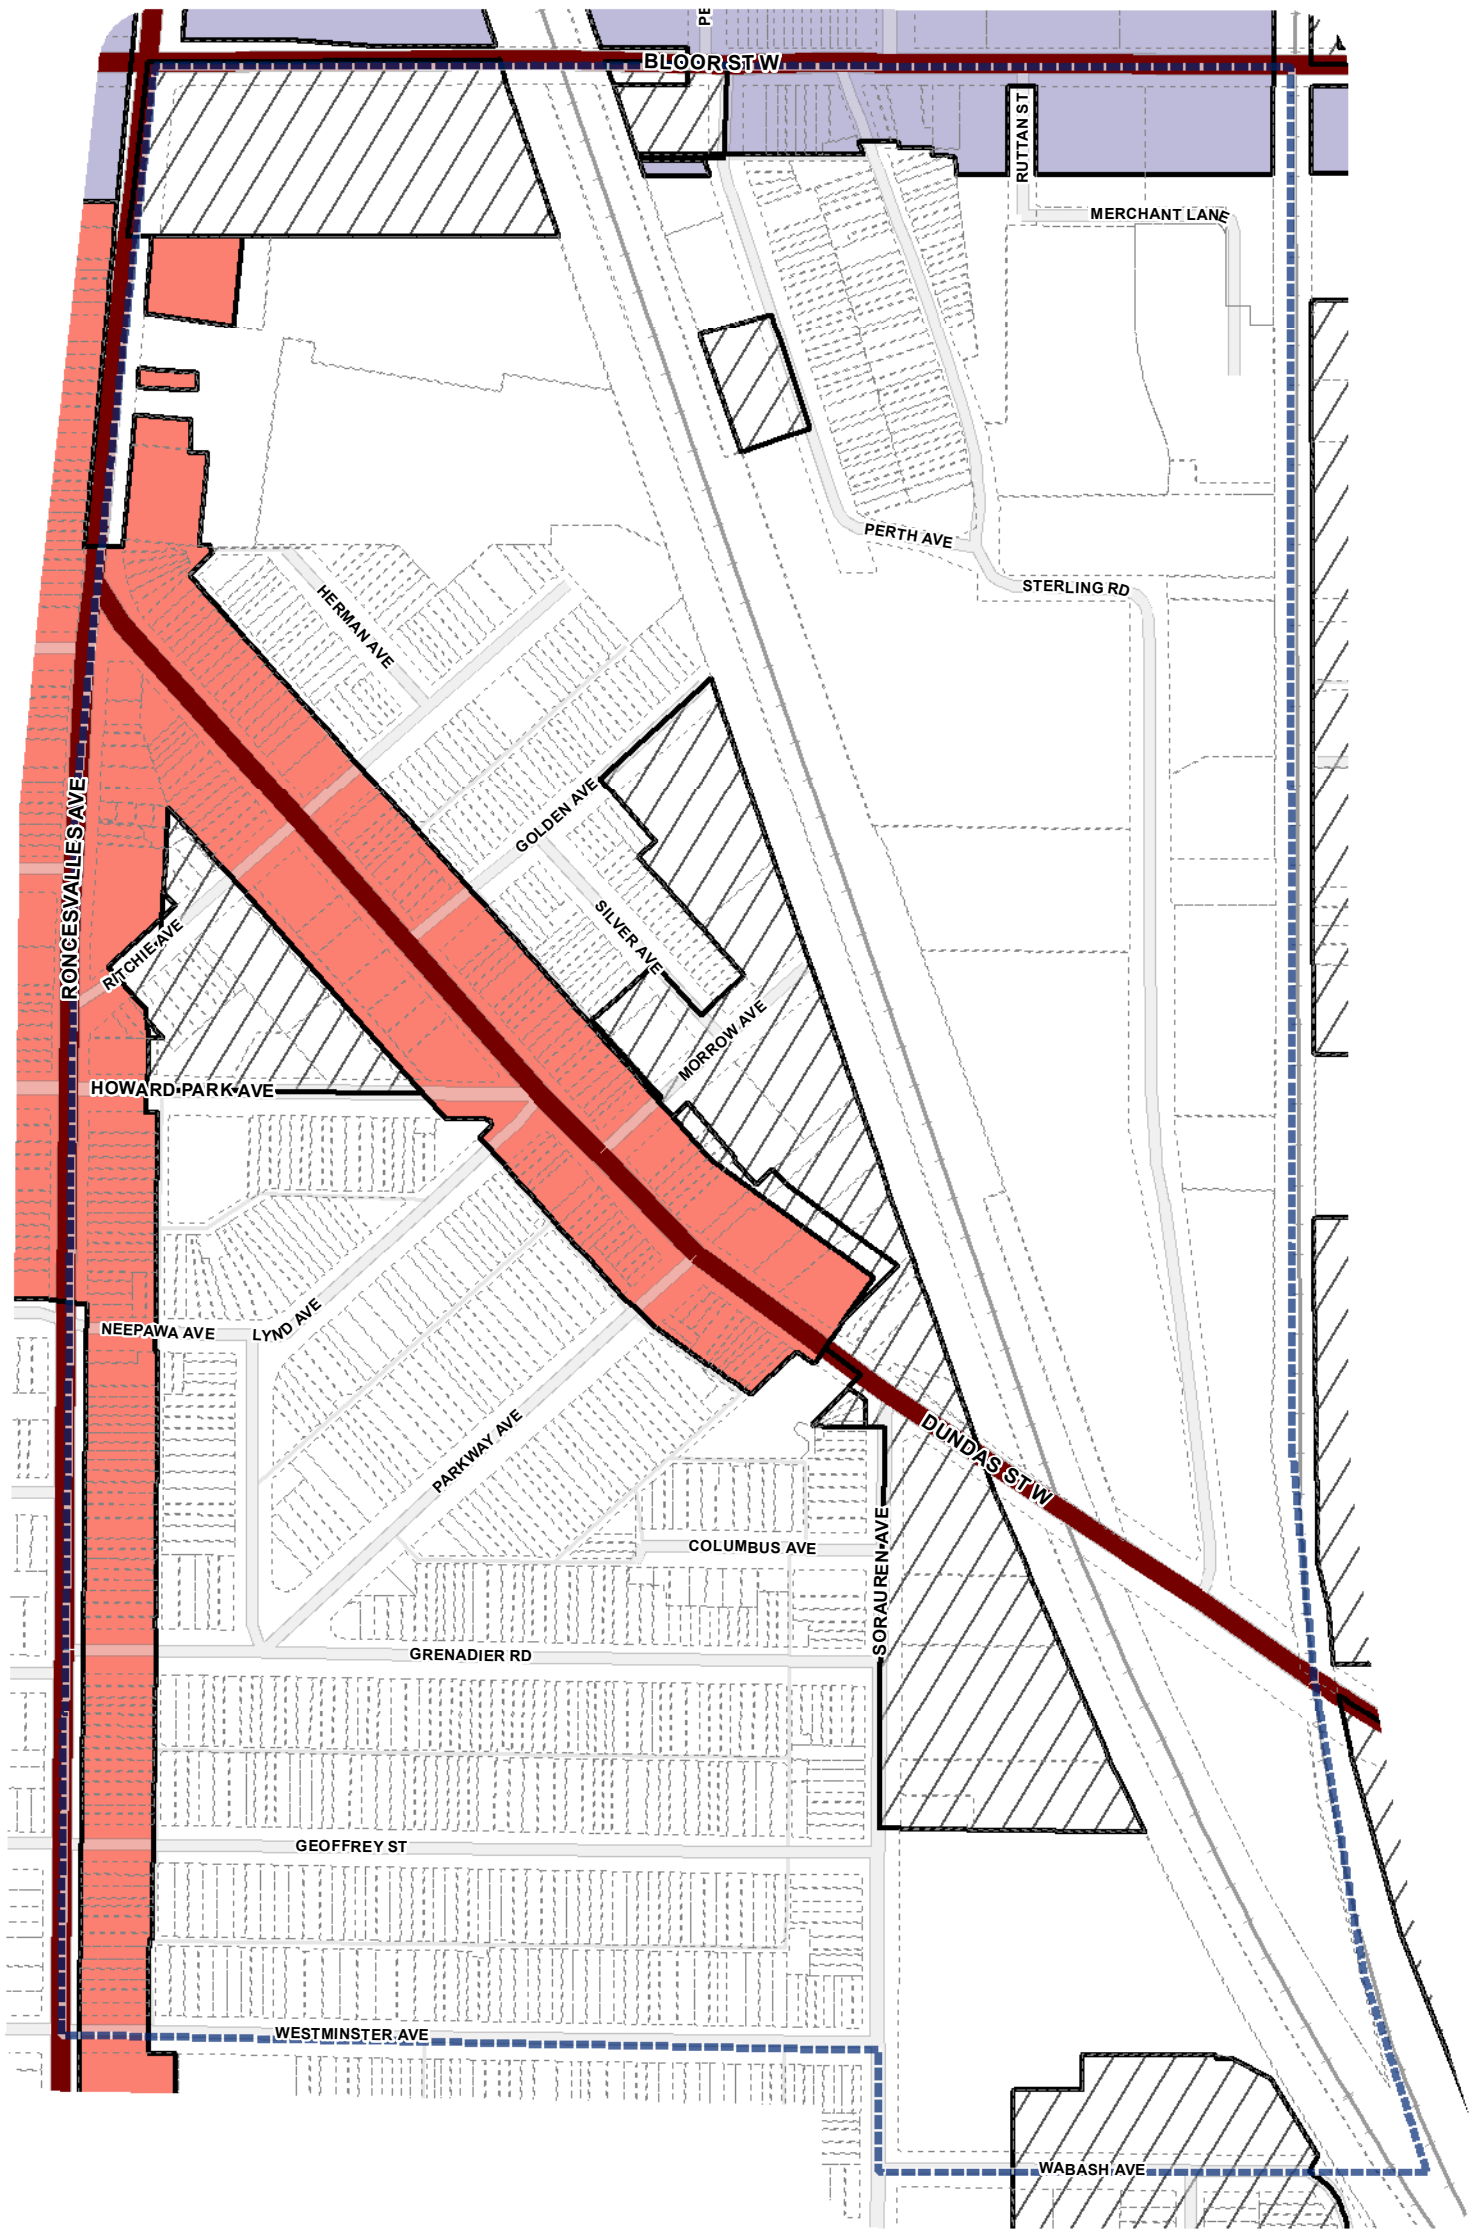 PE
BLOOR ST W
RUTTAN ST
MERCHANT LANE
PERTH AVE
STERLING RD
HERMAN AVE
GOLDEN AVE
RONCESVALLES AVE
SILVER AVE
RITCHIE AVE
MORROW AVE
HOWARD PARK AVE
NEEPAWA AVE
LYND AVE
PARKWAY AVE
DUNDAS ST W
COLUMBUS AVE
SORAUREN AVE
GRENADIER RD
GEOFFREY ST
WESTMINSTER AVE
WABASH AVE